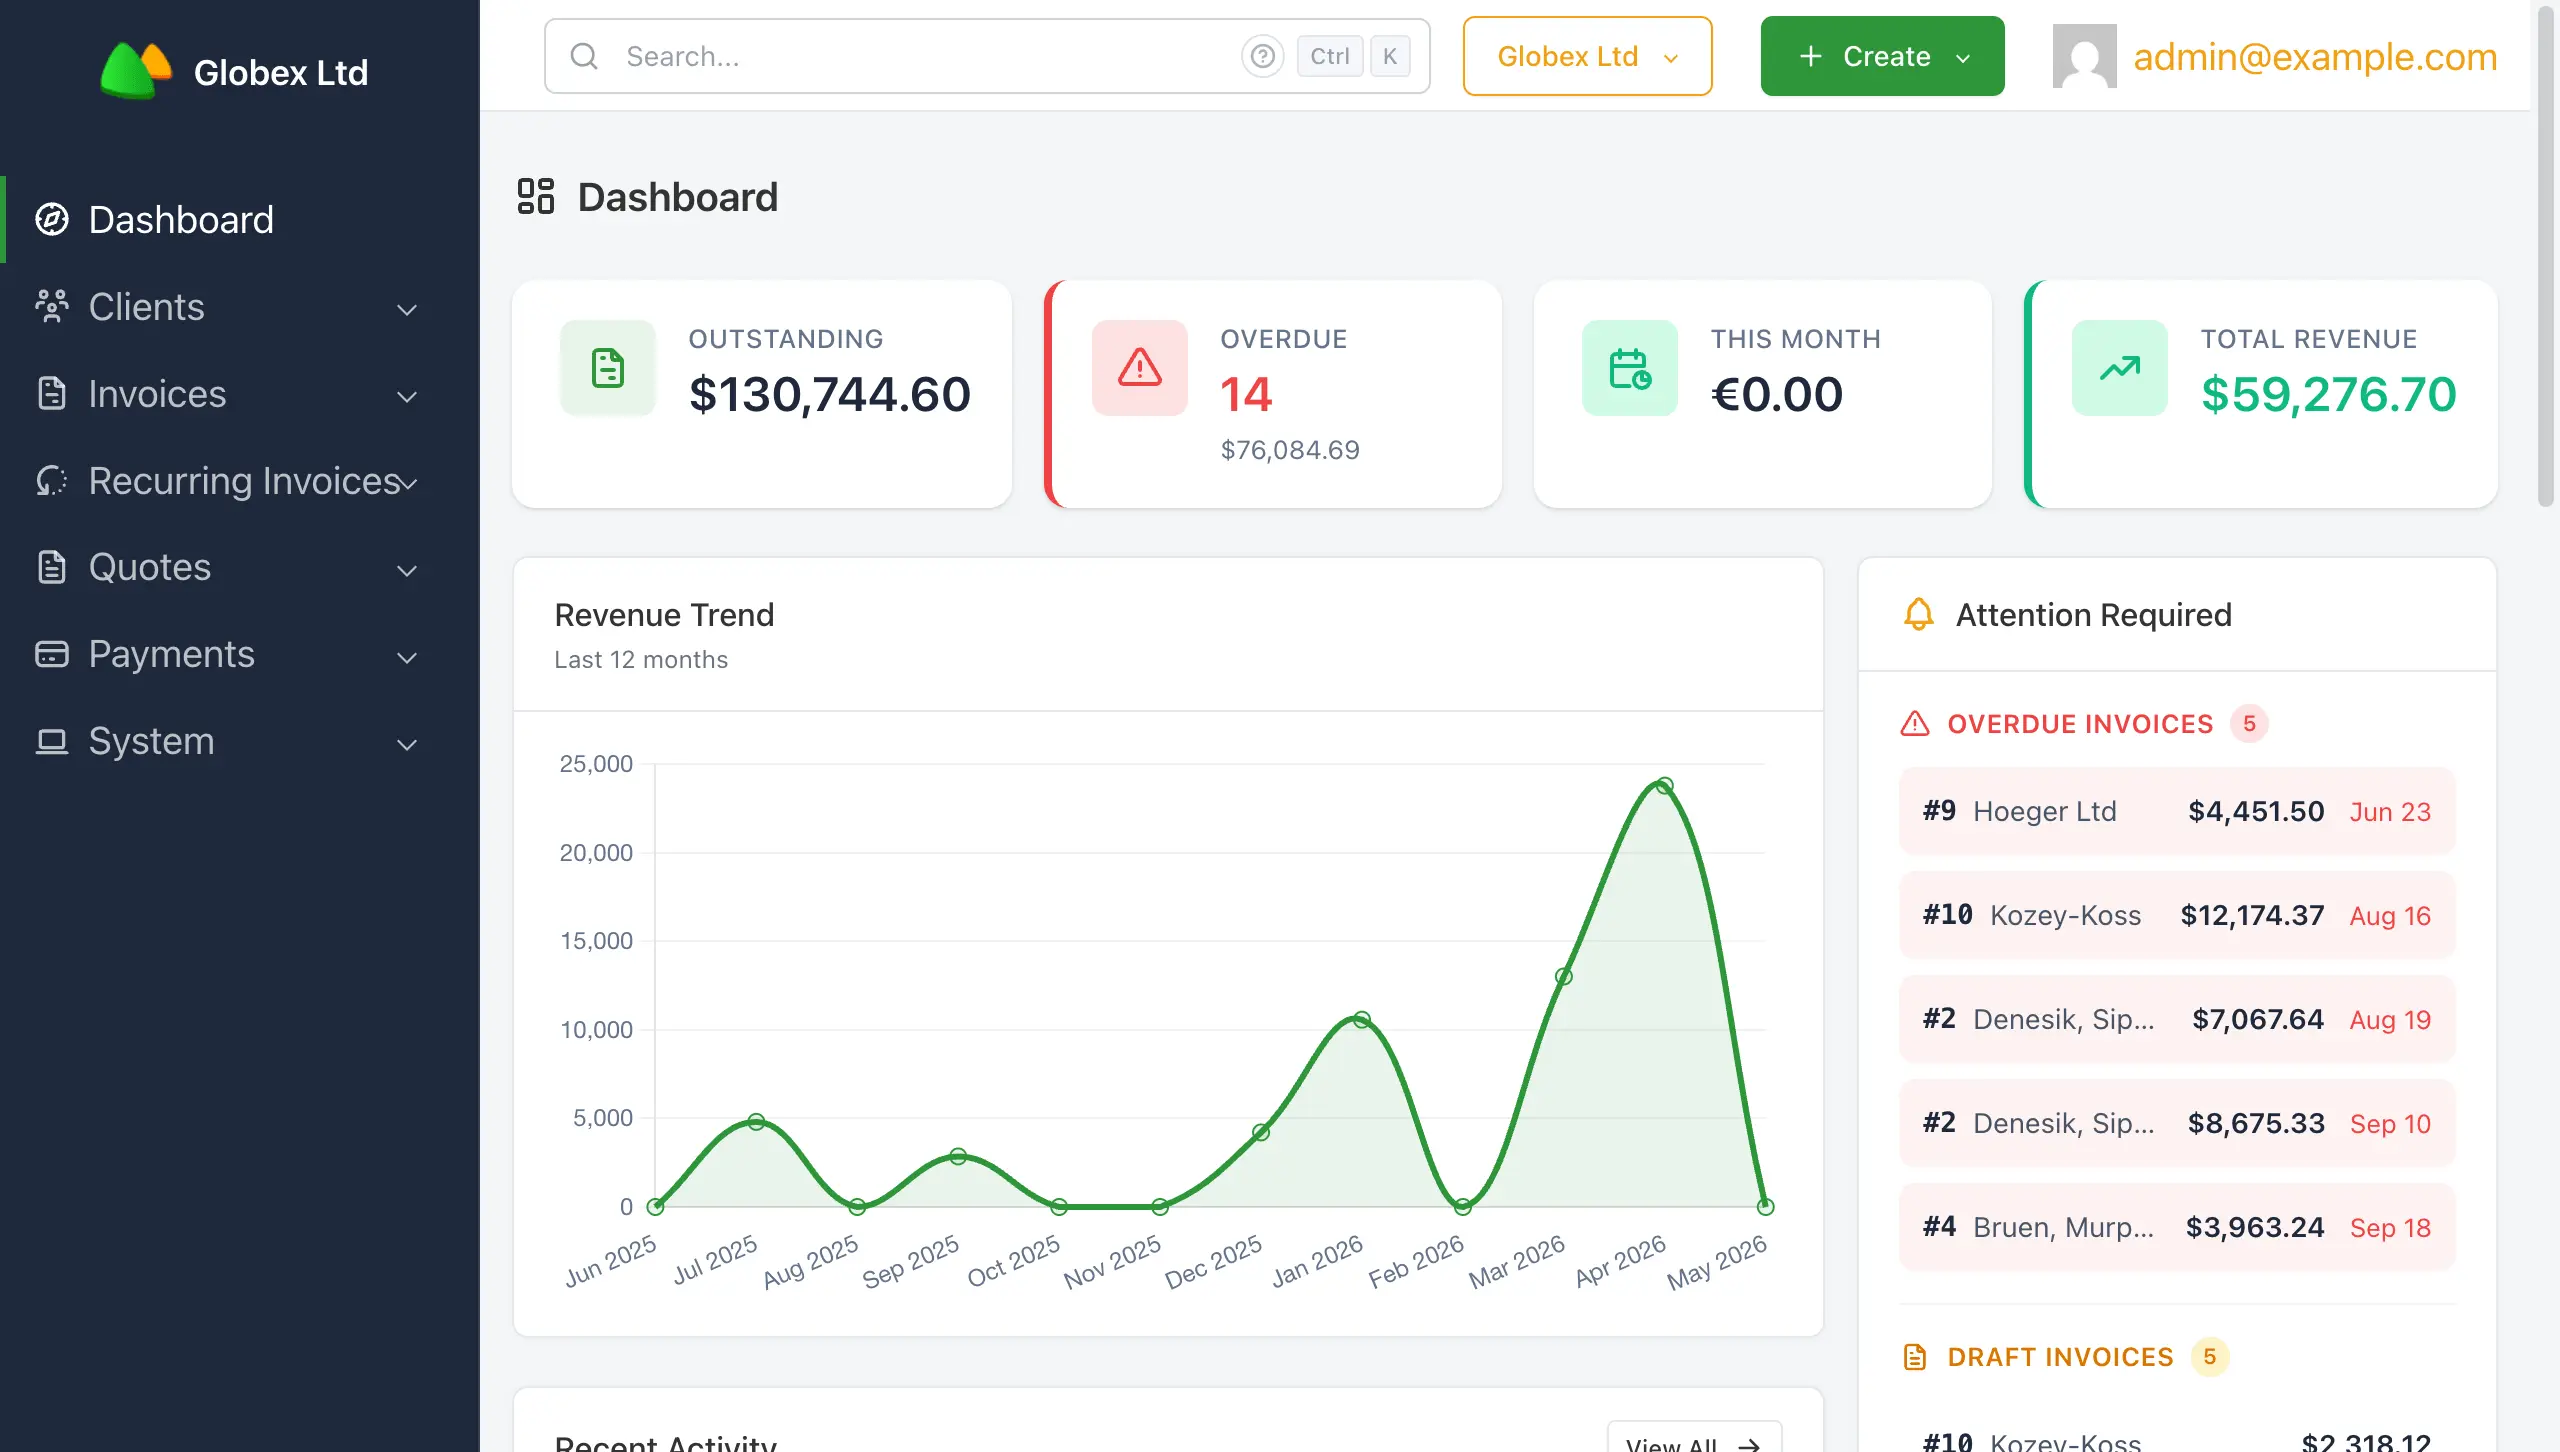 Globex Ltd
Dashboard
Clients
Invoices
Recurring Invoices
Quotes
Payments
System
Search...
Ctrl K
Globex Ltd
+ Create
admin@example.com
Dashboard
OUTSTANDING
$130,744.60
OVERDUE
14
$76,084.69
THIS MONTH
€0.00
TOTAL REVENUE
$59,276.70
Revenue Trend
Last 12 months
25,000
20,000
15,000
10,000
5,000
0
Jun 2025
Jul 2025
Aug 2025
Sep 2025
Oct 2025
Nov 2025
Dec 2025
Jan 2026
Feb 2026
Mar 2026
Apr 2026
May 2026
Recent Activity
View All →
Attention Required
OVERDUE INVOICES 5
#9 Hoeger Ltd $4,451.50 Jun 23
#10 Kozey-Koss $12,174.37 Aug 16
#2 Denesik, Sip... $7,067.64 Aug 19
#2 Denesik, Sip... $8,675.33 Sep 10
#4 Bruen, Murp... $3,963.24 Sep 18
DRAFT INVOICES 5
#10 Kozey-Koss $2,318.12